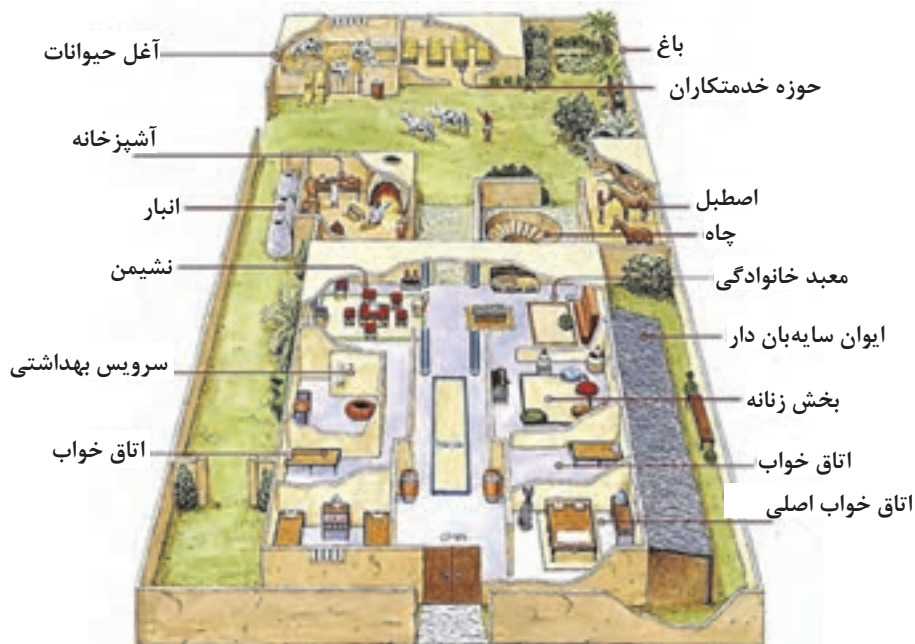 باغ
آغل حیوانات
حوزه خدمتکاران
آشپزخانه
اصطبل
انبار
چاه
نشیمن
معبد خانوادگی
ایوان سایه‌بان دار
سرویس بهداشتی
بخش زنانه
اتاق خواب
اتاق خواب
اتاق خواب اصلی